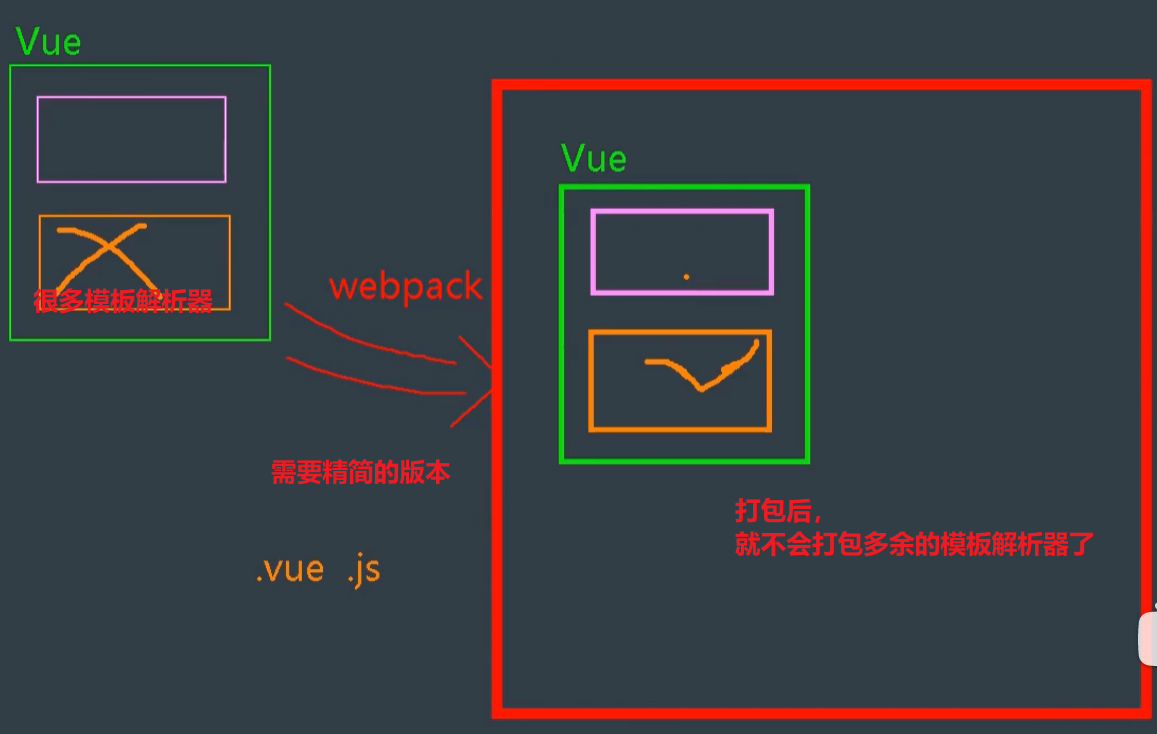 Vue
很多模板解析器
webpack
需要精简的版本
.vue .js
Vue
打包后，
就不会打包多余的模板解析器了